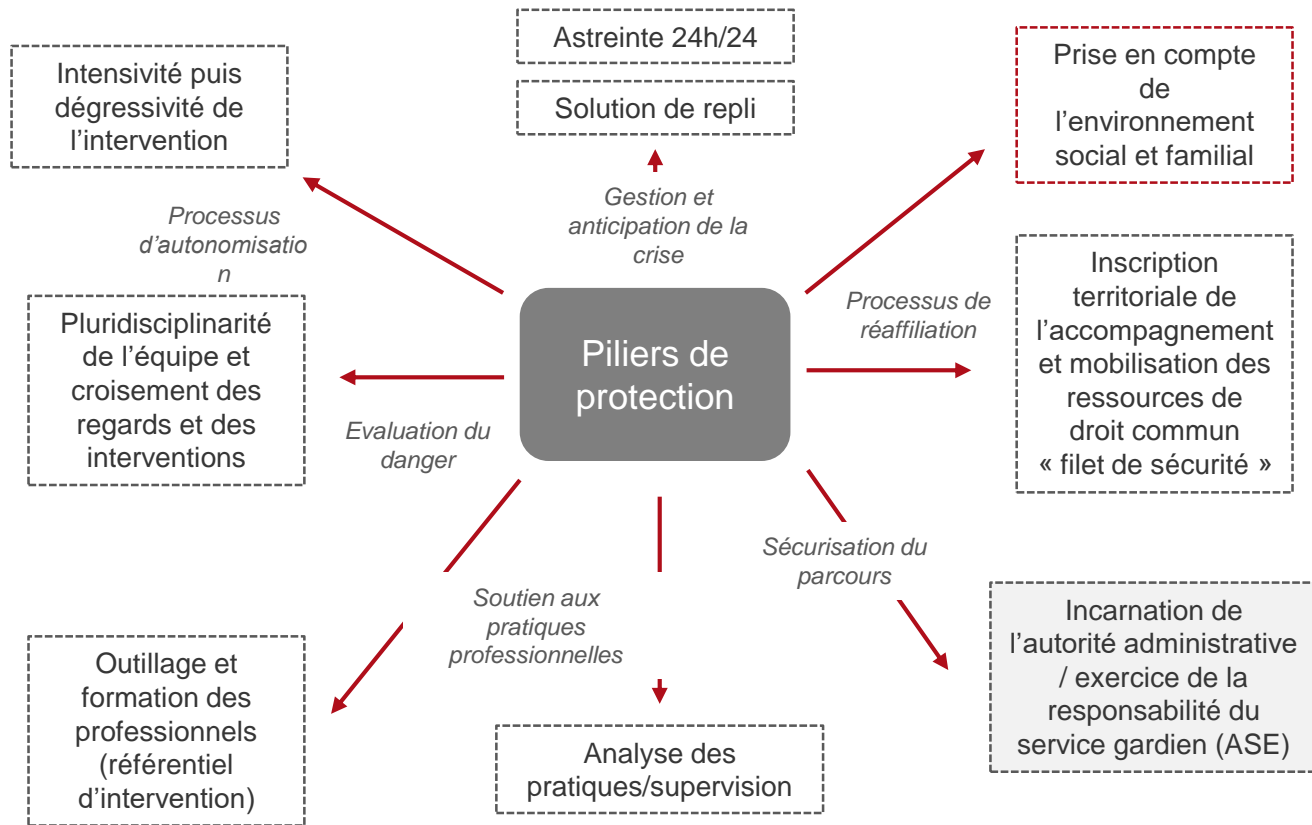 Astreinte 24h/24
Solution de repli
Intensivité puis
dégressivité de
l’intervention
Prise en compte
de
l’environnement
social et familial
Processus
d’autonomisatio
n
Gestion et
anticipation de la
crise
Processus de
réaffiliation
Inscription
territoriale de
l’accompagnement
et mobilisation des
ressources de
droit commun
« filet de sécurité »
Piliers de
protection
Pluridisciplinarité
de l’équipe et
croisement des
regards et des
interventions
Evaluation du
danger
Sécurisation du
parcours
Soutien aux
pratiques
professionnelles
Outillage et
formation des
professionnels
(référentiel
d’intervention)
Analyse des
pratiques/supervision
Incarnation de
l’autorité administrative
/ exercice de la
responsabilité du
service gardien (ASE)